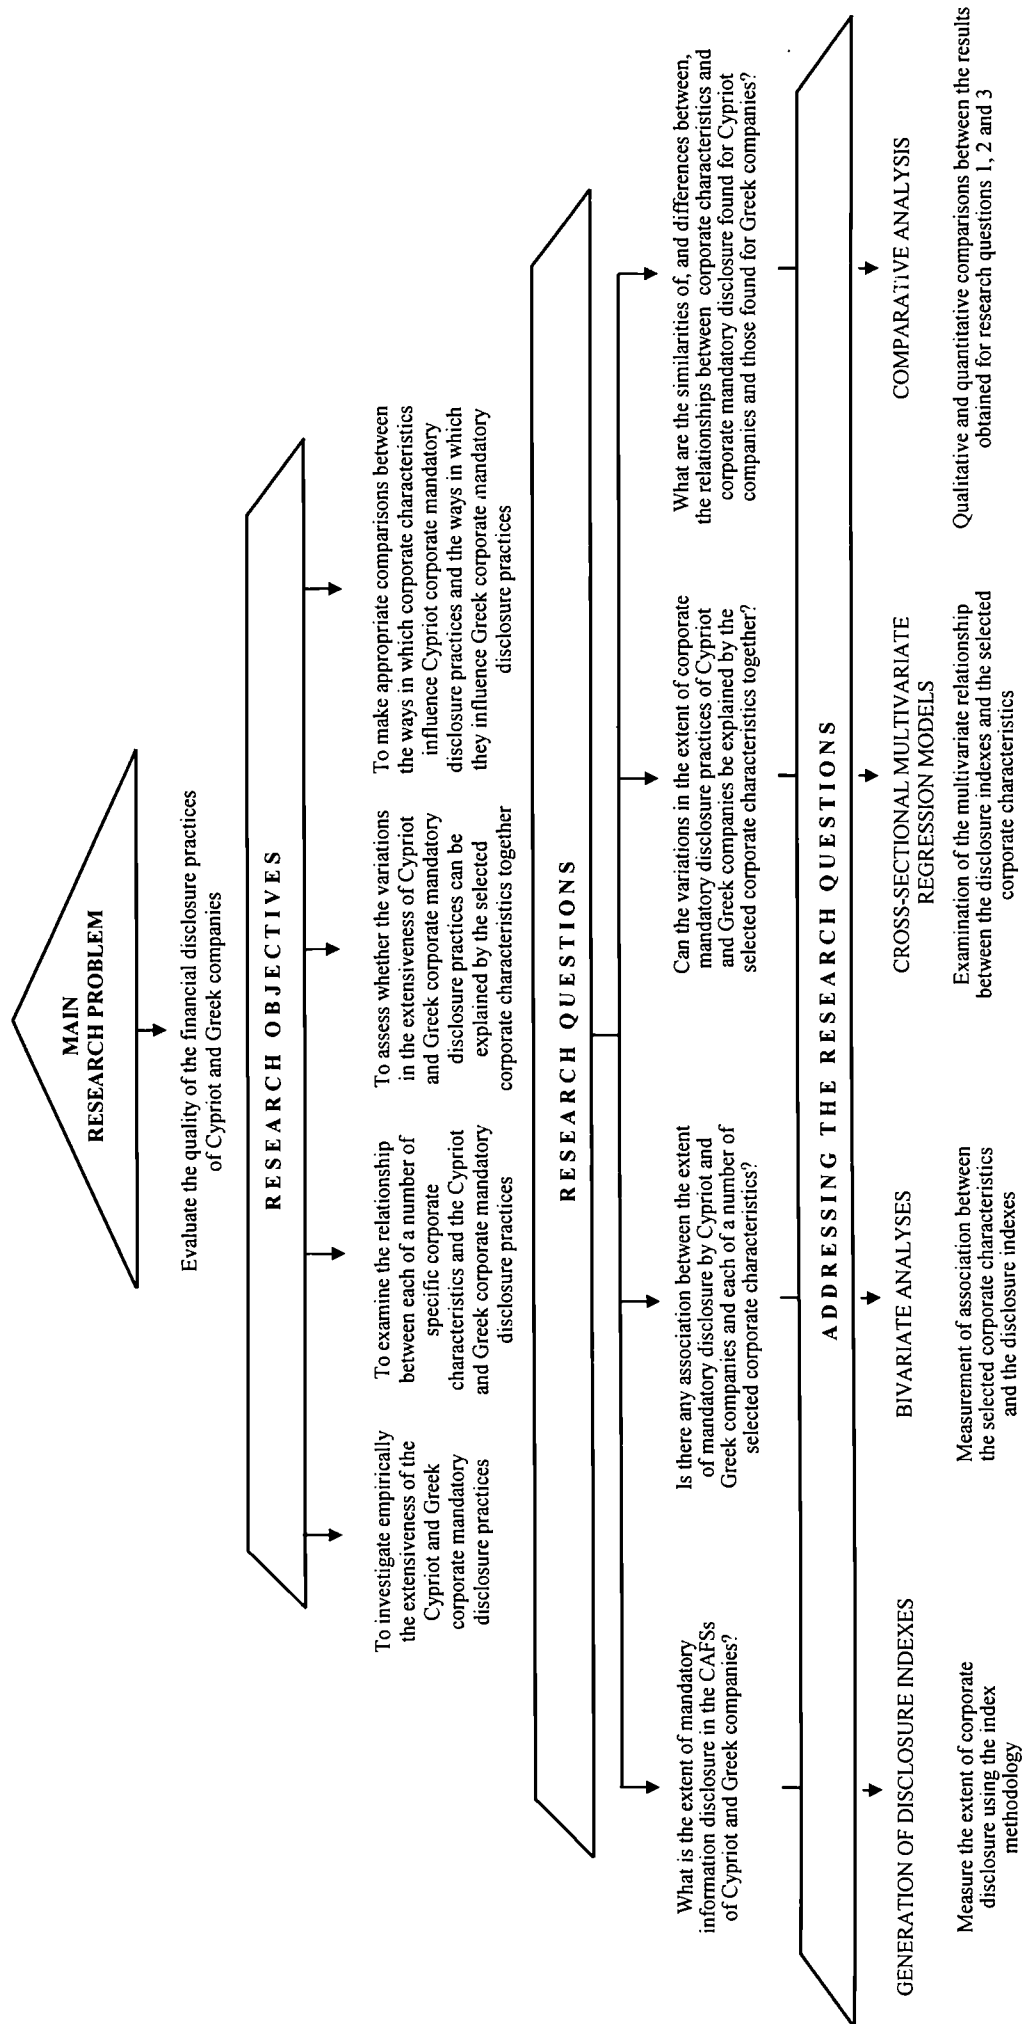 MAIN
RESEARCH PROBLEM
Evaluate the quality of the financial disclosure practices
of Cypriot and Greek companies
RESEARCH OBJECTIVES
To investigate empirically
the extensiveness of the
Cypriot and Greek
corporate mandatory
disclosure practices
To examine the relationship
between each of a number of
specific corporate
characteristics and the Cypriot
and Greek corporate mandatory
disclosure practices
To assess whether the variations
in the extensiveness of Cypriot
and Greek corporate mandatory
disclosure practices can be
explained by the selected
corporate characteristics together
To make appropriate comparisons between
the ways in which corporate characteristics
influence Cypriot corporate mandatory
disclosure practices and the ways in which
they influence Greek corporate mandatory
disclosure practices
RESEARCH QUESTIONS
What is the extent of mandatory
information disclosure in the CAFSs
of Cypriot and Greek companies?
Is there any association between the extent
of mandatory disclosure by Cypriot and
Greek companies and each of a number of
selected corporate characteristics?
Can the variations in the extent of corporate
mandatory disclosure practices of Cypriot
and Greek companies be explained by the
selected corporate characteristics together?
What are the similarities of, and differences between,
the relationships between corporate characteristics and
corporate mandatory disclosure found for Cypriot
companies and those found for Greek companies?
ADDRESSING THE RESEARCH QUESTIONS
GENERATION OF DISCLOSURE INDEXES
Measure the extent of corporate
disclosure using the index
methodology
BIVARIATE ANALYSES
Measurement of association between
the selected corporate characteristics
and the disclosure indexes
CROSS-SECTIONAL MULTIVARIATE
REGRESSION MODELS
Examination of the multivariate relationship
between the disclosure indexes and the selected
corporate characteristics
COMPARATIVE ANALYSIS
Qualitative and quantitative comparisons between the results
obtained for research questions 1, 2 and 3